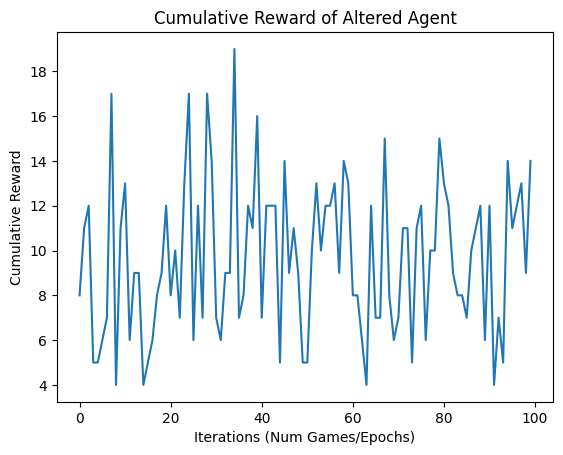 Cumulative Reward of Altered Agent
18
16
14
12
10
8
6
4
Cumulative Reward
0 20 40 60 80 100
Iterations (Num Games/Epochs)